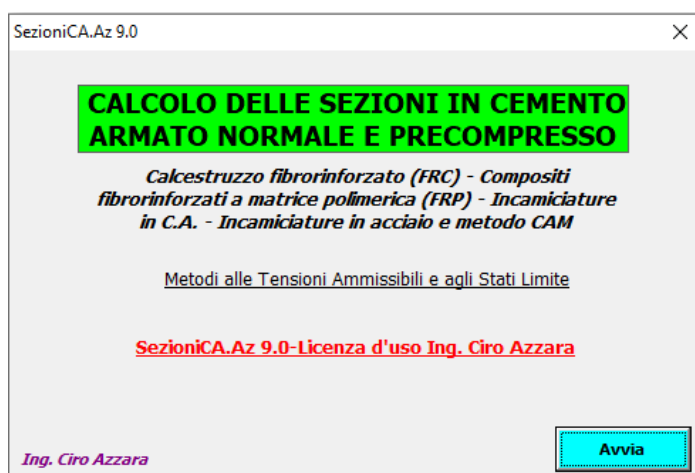 SezioniCA.Az 9.0
CALCOLO DELLE SEZIONI IN CEMENTO
ARMATO NORMALE E PRECOMPRESSO
Calcestruzzo fibrorinforzato (FRC) - Compositi
fibrorinforzati a matrice polimerica (FRP) - Incamiciature
in C.A. - Incamiciature in acciaio e metodo CAM
Metodi alle Tensioni Ammissibili e agli Stati Limite
SezioniCA.Az 9.0-Licenza d'uso Ing. Ciro Azzara
Ing. Ciro Azzara
Avvia